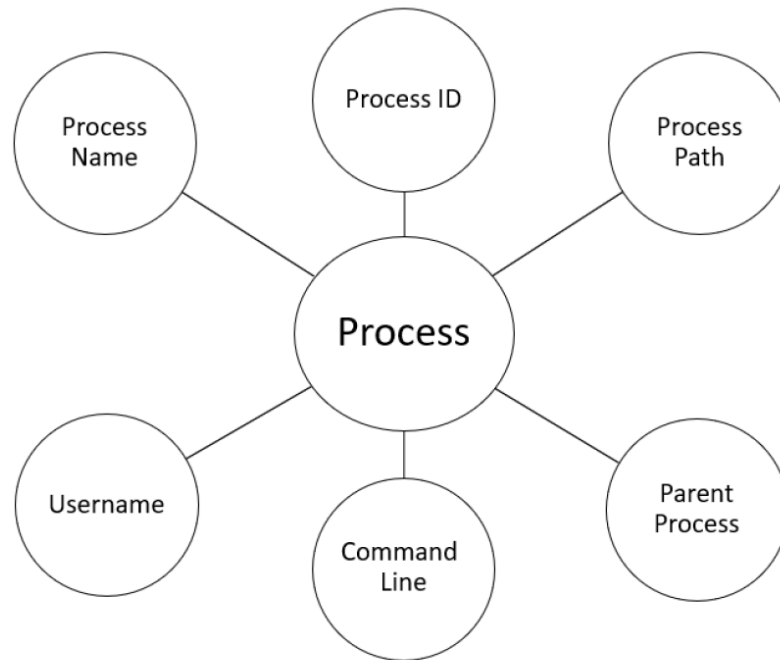 Process ID
Process
Name
Process
Path
Process
Username
Parent
Process
Command
Line